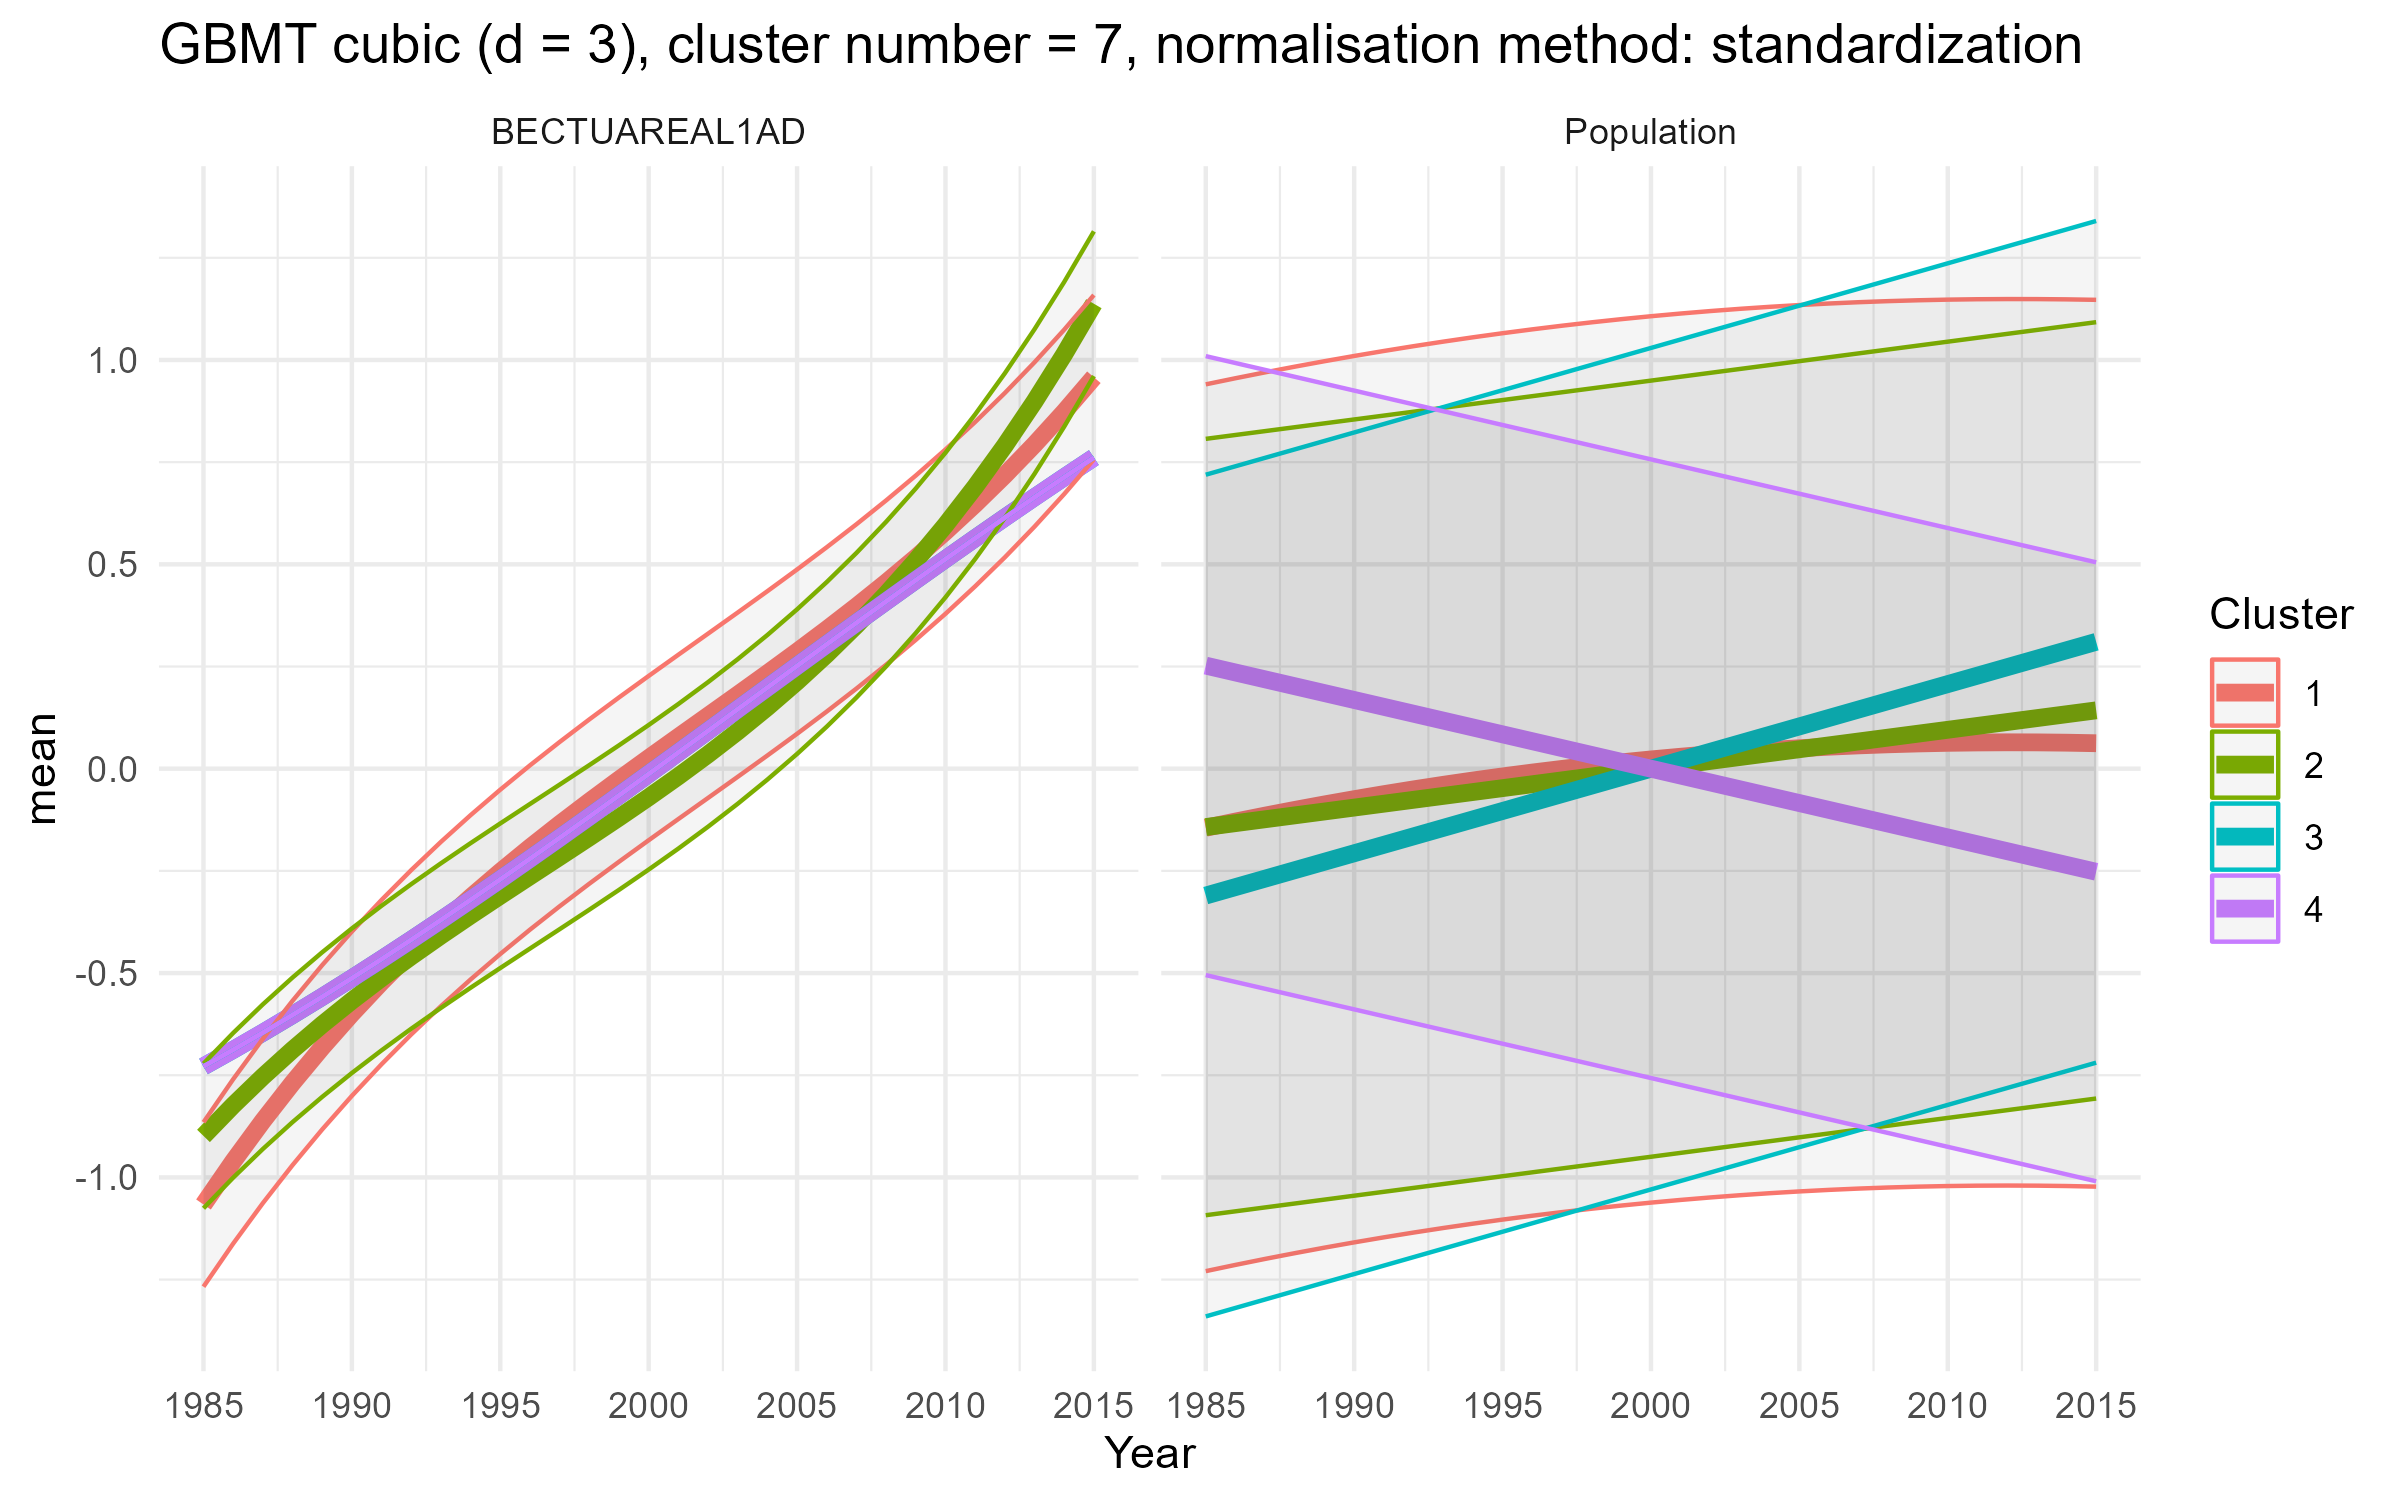 GBMT cubic (d = 3), cluster number = 7, normalisation method: standardization
BECTUAREAL1AD
Population
mean
1.0
0.5
0.0
-0.5
-1.0
1985 1990 1995 2000 2005 2010 2015
1985 1990 1995 2000 2005 2010 2015
Year
Cluster
1
2
3
4